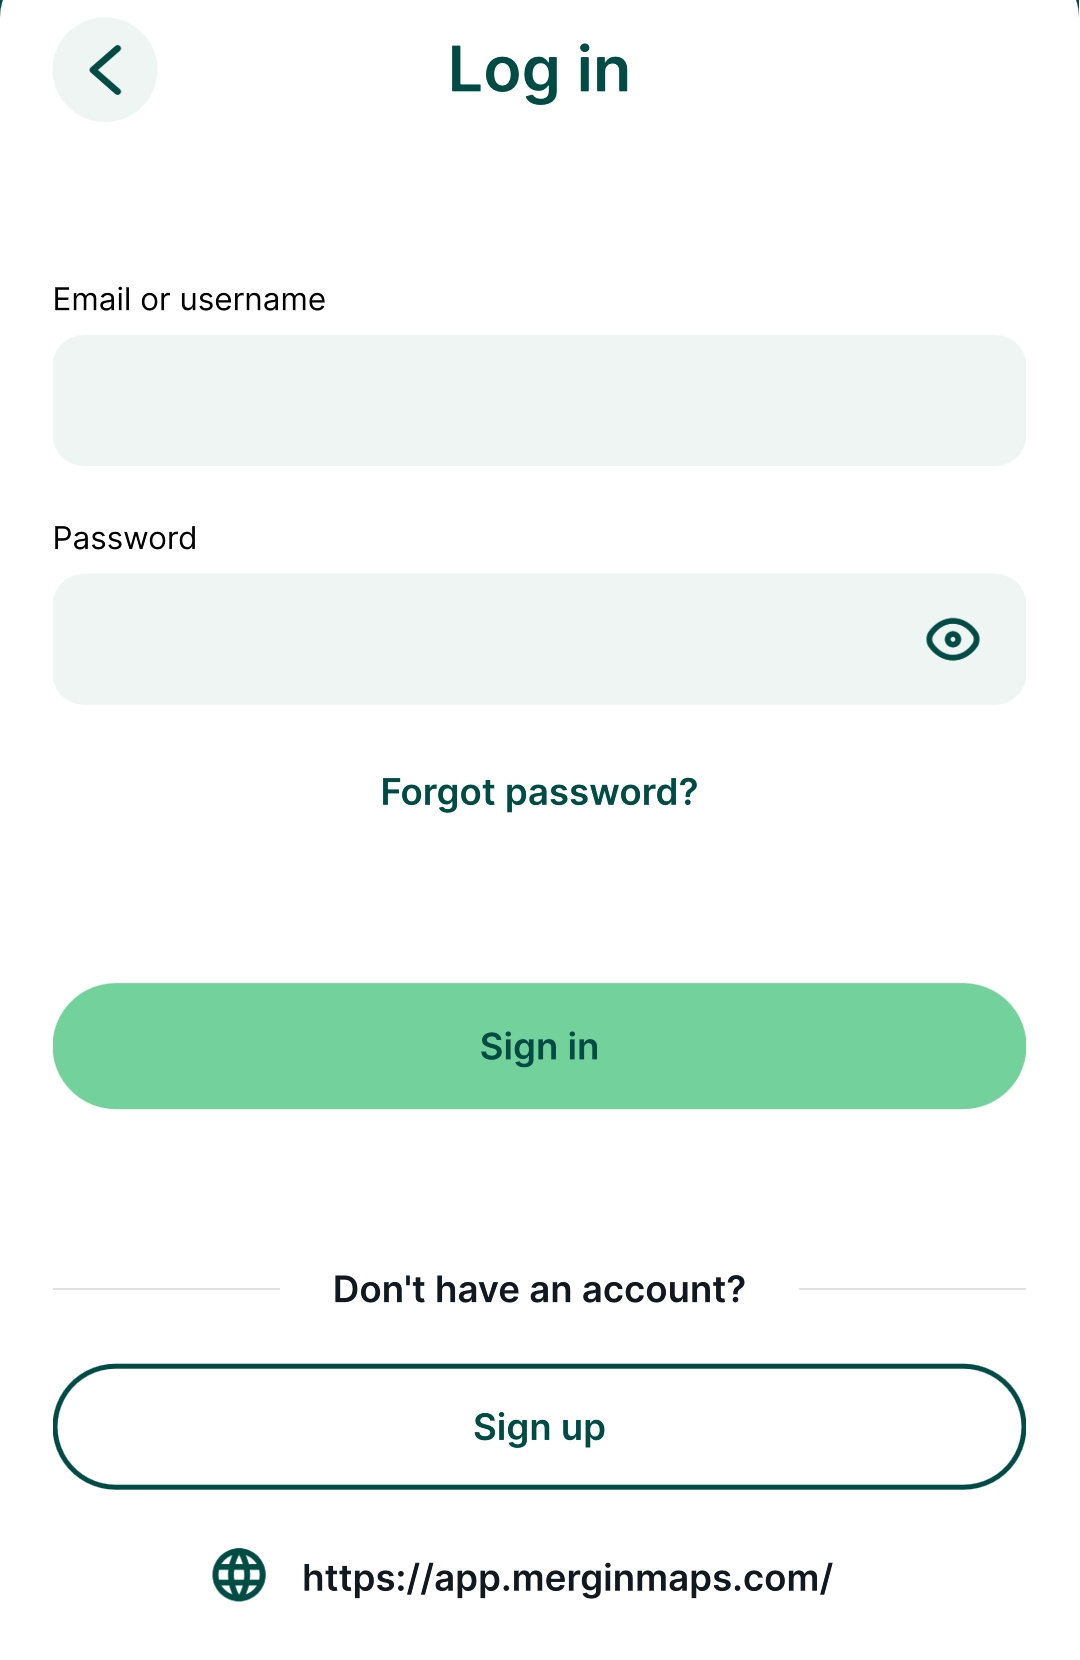 Log in
Email or username
Password
Forgot password?
Sign in
Don't have an account?
Sign up
https://app.merginmaps.com/